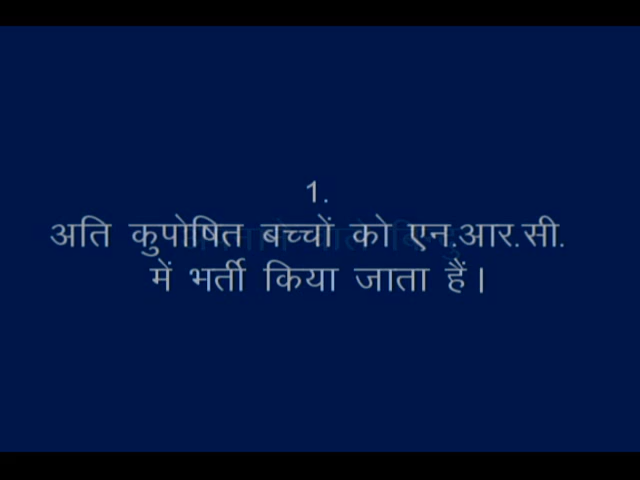 1.
अति कुपोषित बच्चों को एन.आर.सी.
में भर्ती किया जाता हैं।